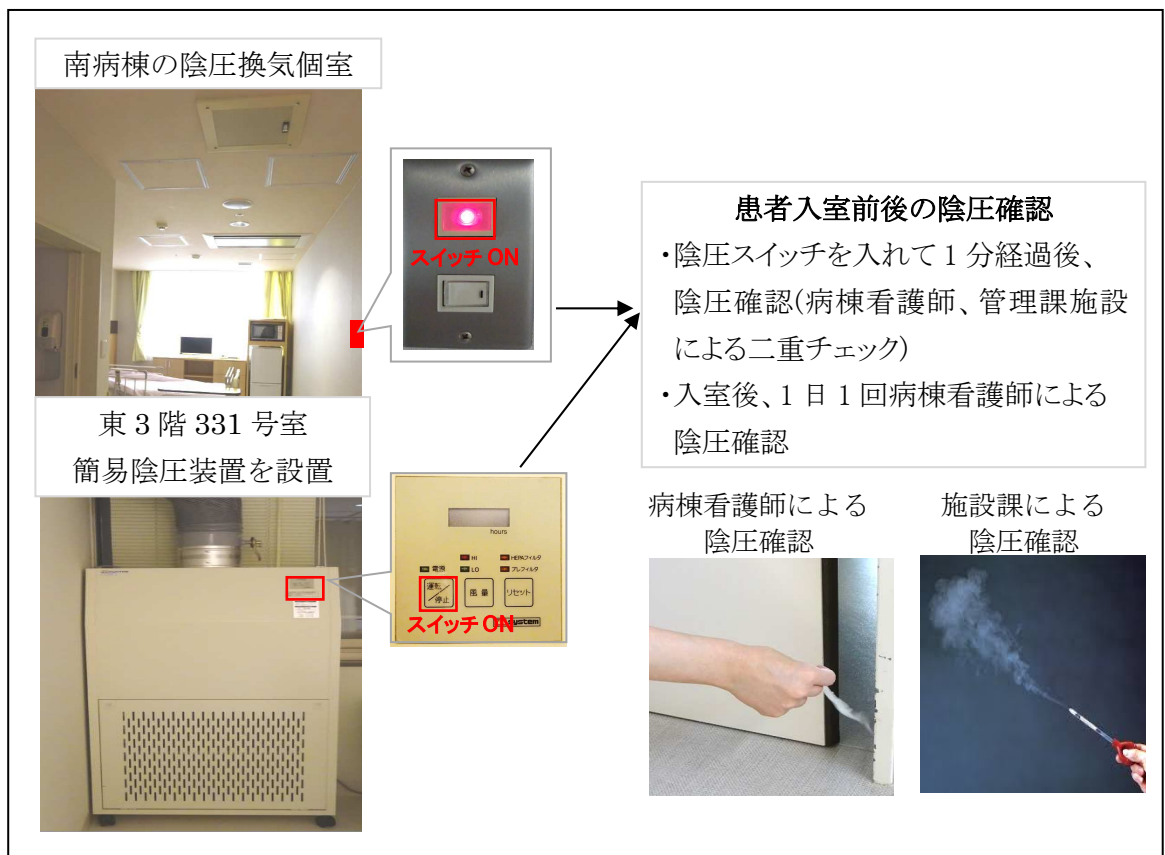 南病棟の陰圧換気個室
スイッチ ON
東 3 階 331 号室
簡易陰圧装置を設置
hours
HI
HEPAフィルタ
電源
LO
プレフィルタ
運転/停止
風量
リセット
スイッチ ON
system
患者入室前後の陰圧確認
・陰圧スイッチを入れて 1 分経過後、
陰圧確認(病棟看護師、管理課施設
による二重チェック)
・入室後、1 日 1 回病棟看護師による
陰圧確認
病棟看護師による
陰圧確認
施設課による
陰圧確認